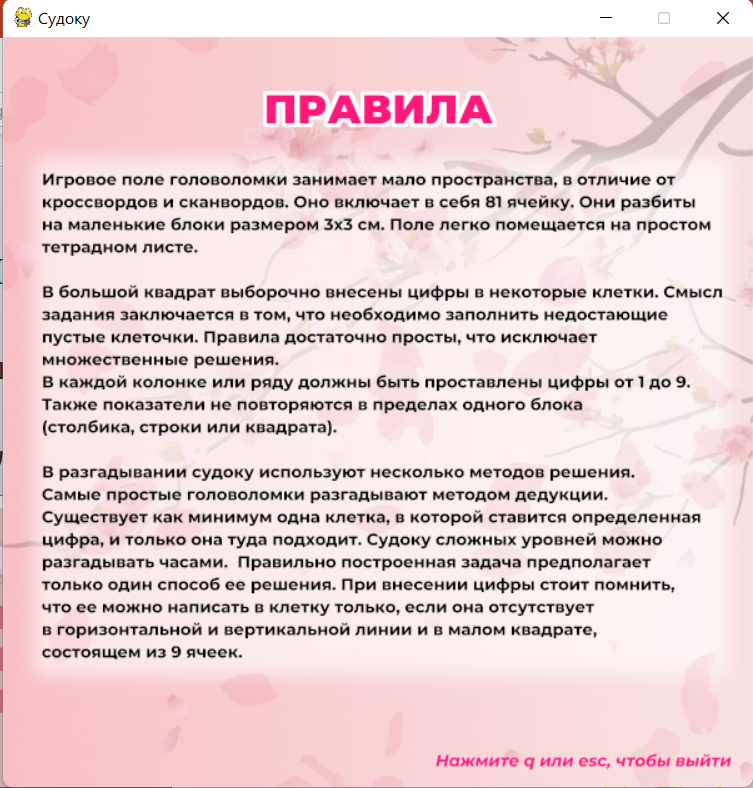 Судоку
ПРАВИЛА
Игровое поле головоломки занимает мало пространства, в отличие от
кроссвордов и сканвордов. Оно включает в себя 81 ячейку. Они разбиты
на маленькие блоки размером 3х3 см. Поле легко помещается на простом
тетрадном листе.
В большой квадрат выборочно внесены цифры в некоторые клетки. Смысл
задания заключается в том, что необходимо заполнить недостающие
пустые клеточки. Правила достаточно просты, что исключает
множественные решения.
В каждой колонке или ряду должны быть проставлены цифры от 1 до 9.
Также показатели не повторяются в пределах одного блока
(столбика, строки или квадрата).
В разгадывании судоку используют несколько методов решения.
Самые простые головоломки разгадывают методом дедукции.
Существует как минимум одна клетка, в которой ставится определенная
цифра, и только она туда подходит. Судоку сложных уровней можно
разгадывать часами.  Правильно построенная задача предполагает
только один способ ее решения. При внесении цифры стоит помнить,
что ее можно написать в клетку только, если она отсутствует
в горизонтальной и вертикальной линии и в малом квадрате,
состоящем из 9 ячеек.
Нажмите q или esc, чтобы выйти